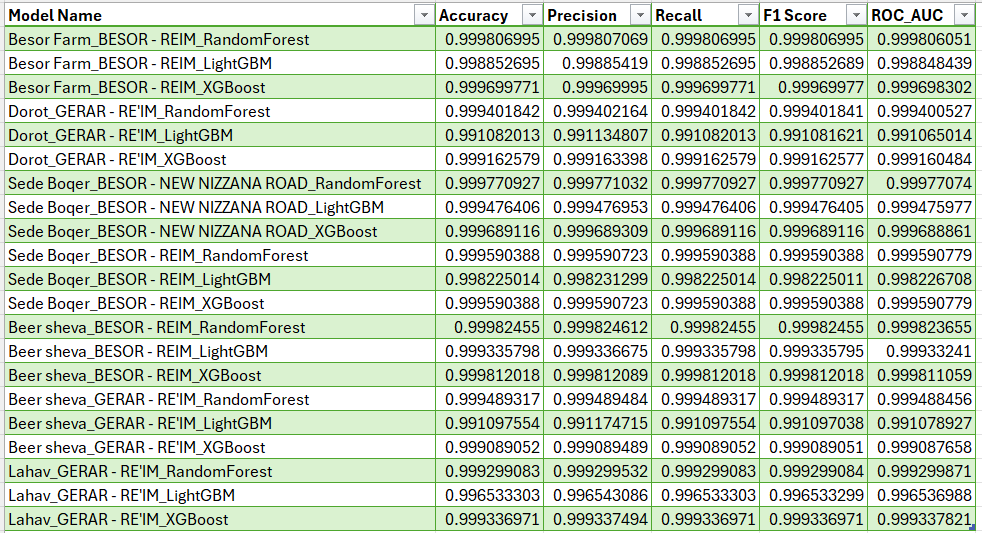 Model Name Accuracy Precision Recall F1 Score ROC_AUC
Besor Farm_BESOR - REIM_RandomForest 0.999806995 0.999807069 0.999806995 0.999806995 0.999806051
Besor Farm_BESOR - REIM_LightGBM 0.998852695 0.99885419 0.998852695 0.998852689 0.998848439
Besor Farm_BESOR - REIM_XGBoost 0.999699771 0.99969995 0.999699771 0.99969977 0.999698302
Dorot_GERAR - RE'IM_RandomForest 0.999401842 0.999402164 0.999401842 0.999401841 0.999400527
Dorot_GERAR - RE'IM_LightGBM 0.991082013 0.991134807 0.991082013 0.991081621 0.991065014
Dorot_GERAR - RE'IM_XGBoost 0.999162579 0.999163398 0.999162579 0.999162577 0.999160484
Sede Boqer_BESOR - NEW NIZZANA ROAD_RandomForest 0.999770927 0.999771032 0.999770927 0.999770927 0.99977074
Sede Boqer_BESOR - NEW NIZZANA ROAD_LightGBM 0.999476406 0.999476953 0.999476406 0.999476405 0.999475977
Sede Boqer_BESOR - NEW NIZZANA ROAD_XGBoost 0.999689116 0.999689309 0.999689116 0.999689116 0.999688861
Sede Boqer_BESOR - REIM_RandomForest 0.999590388 0.999590723 0.999590388 0.999590388 0.999590779
Sede Boqer_BESOR - REIM_LightGBM 0.998225014 0.998231299 0.998225014 0.998225011 0.998226708
Sede Boqer_BESOR - REIM_XGBoost 0.999590388 0.999590723 0.999590388 0.999590388 0.999590779
Beer sheva_BESOR - REIM_RandomForest 0.99982455 0.999824612 0.99982455 0.99982455 0.999823655
Beer sheva_BESOR - REIM_LightGBM 0.999335798 0.999336675 0.999335798 0.999335795 0.99933241
Beer sheva_BESOR - REIM_XGBoost 0.999812018 0.999812089 0.999812018 0.999812018 0.999811059
Beer sheva_GERAR - RE'IM_RandomForest 0.999489317 0.999489484 0.999489317 0.999489317 0.999488456
Beer sheva_GERAR - RE'IM_LightGBM 0.991097554 0.991174715 0.991097554 0.991097038 0.991078927
Beer sheva_GERAR - RE'IM_XGBoost 0.999089052 0.999089489 0.999089052 0.999089051 0.999087658
Lahav_GERAR - RE'IM_RandomForest 0.999299083 0.999299532 0.999299083 0.999299084 0.999299871
Lahav_GERAR - RE'IM_LightGBM 0.996533303 0.996543086 0.996533303 0.996533299 0.996536988
Lahav_GERAR - RE'IM_XGBoost 0.999336971 0.999337494 0.999336971 0.999336971 0.999337821